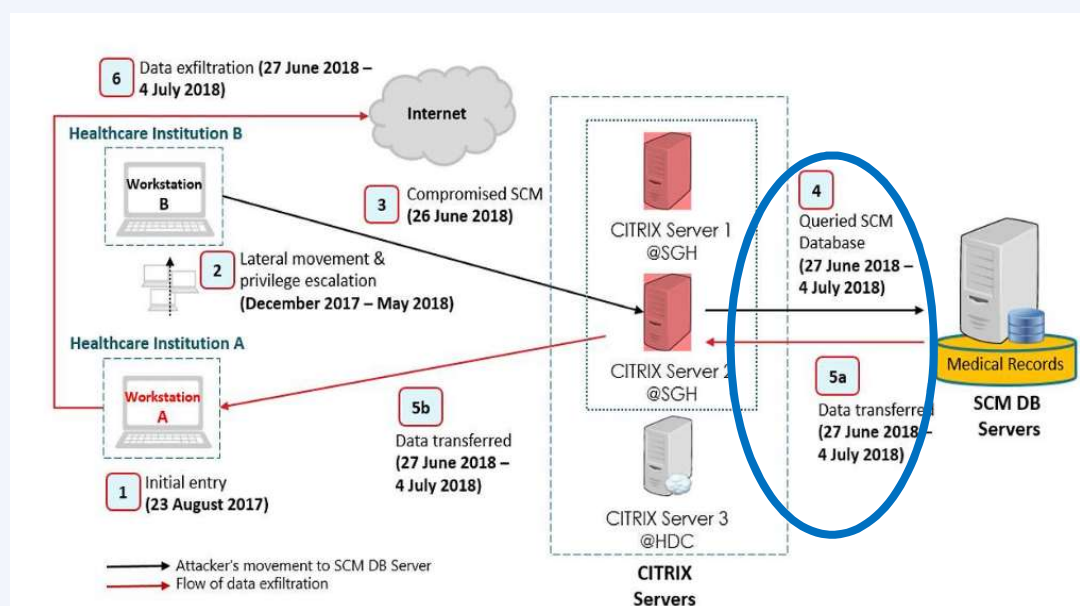 6
Data exfiltration (27 June 2018 –
4 July 2018)
Internet
Healthcare Institution B
Workstation
B
3
Compromised SCM
(26 June 2018)
2
Lateral movement &
privilege escalation
(December 2017 – May 2018)
Healthcare Institution A
Workstation
A
1
Initial entry
(23 August 2017)
5b
Data transferred
(27 June 2018 –
4 July 2018)
CITRIX Server 1
@SGH
CITRIX Server 2
@SGH
CITRIX Server 3
@HDC
CITRIX
Servers
4
Queried SCM
Database
(27 June 2018 –
4 July 2018)
5a
Data transferred
(27 June 2018 –
4 July 2018)
Medical Records
SCM DB
Servers
Attacker's movement to SCM DB Server
Flow of data exfiltration